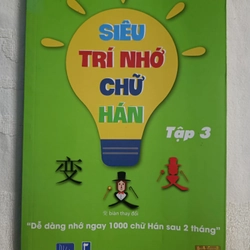 SIÊU
TRÍ NHỚ
CHỮ
HÁN
Tập 3
变
"Dễ dàng nhớ ngay 1000 chữ Hán sau 2 tháng"